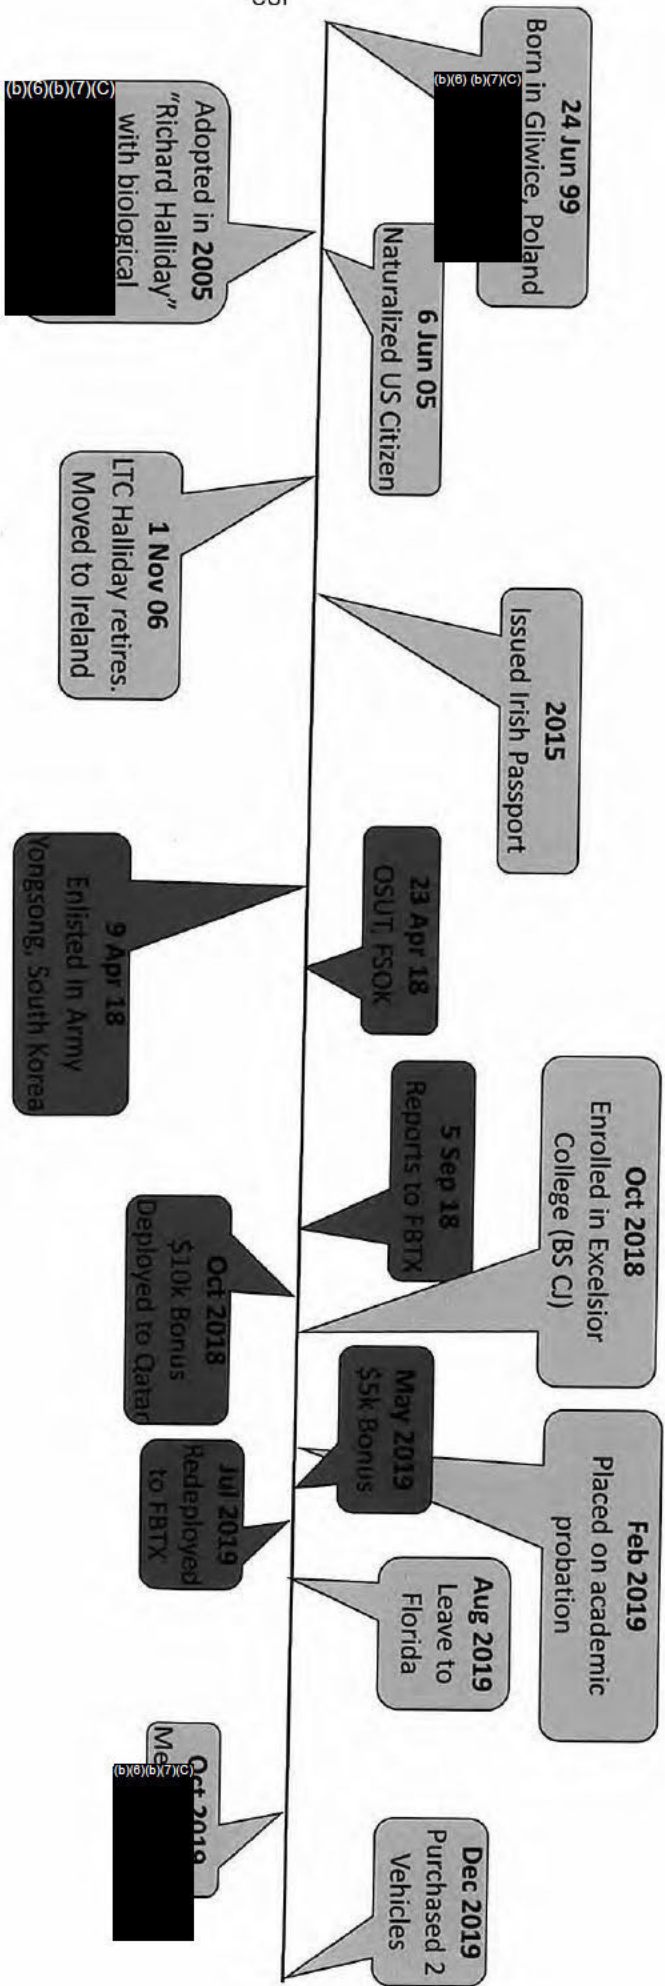 24 Jun 99
Born in Gliwice, Poland
(b)(6) (b)(7)(C)
Adopted in 2005
"Richard Halliday"
with biological
(b)(6)(b)(7)(C)
6 Jun 05
Naturalized US Citizen
1 Nov 06
LTC Halliday retires.
Moved to Ireland
2015
Issued Irish Passport
9 Apr 18
Enlisted in Army
Yongsong, South Korea
23 Apr 18
OSUT, FSOK
5 Sep 18
Reports to FBTX
Oct 2018
$10k Bonus
Deployed to Qatar
Oct 2018
Enrolled in Excelsior
College (BS CJ)
Feb 2019
Placed on academic
probation
May 2019
$5k Bonus
Jul 2019
Redeployed
to FBTX
Aug 2019
Leave to
Florida
Oct 2019
Me
(b)(6)(b)(7)(C)
Dec 2019
Purchased 2
Vehicles